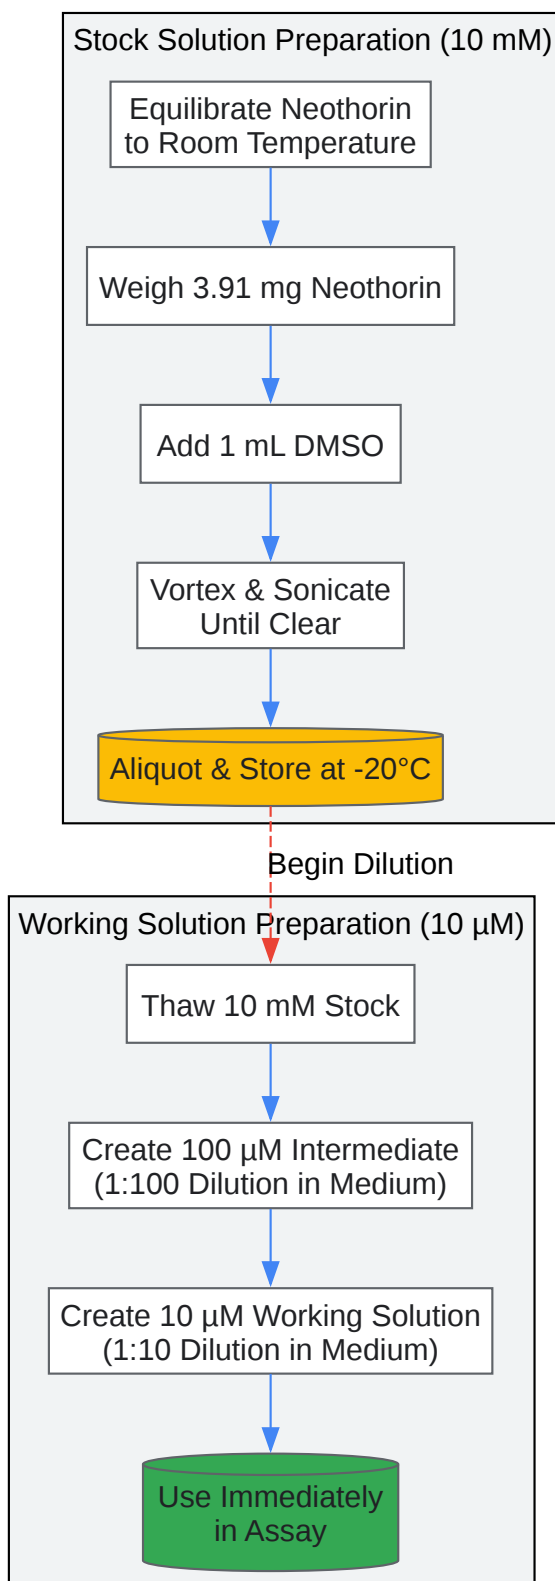 Stock Solution Preparation (10 mM)
Equilibrate Neothorin
to Room Temperature
Weigh 3.91 mg Neothorin
Add 1 mL DMSO
Vortex & Sonicate
Until Clear
Aliquot & Store at -20°C
Begin Dilution
Working Solution Preparation (10 µM)
Thaw 10 mM Stock
Create 100 µM Intermediate
(1:100 Dilution in Medium)
Create 10 µM Working Solution
(1:10 Dilution in Medium)
Use Immediately
in Assay